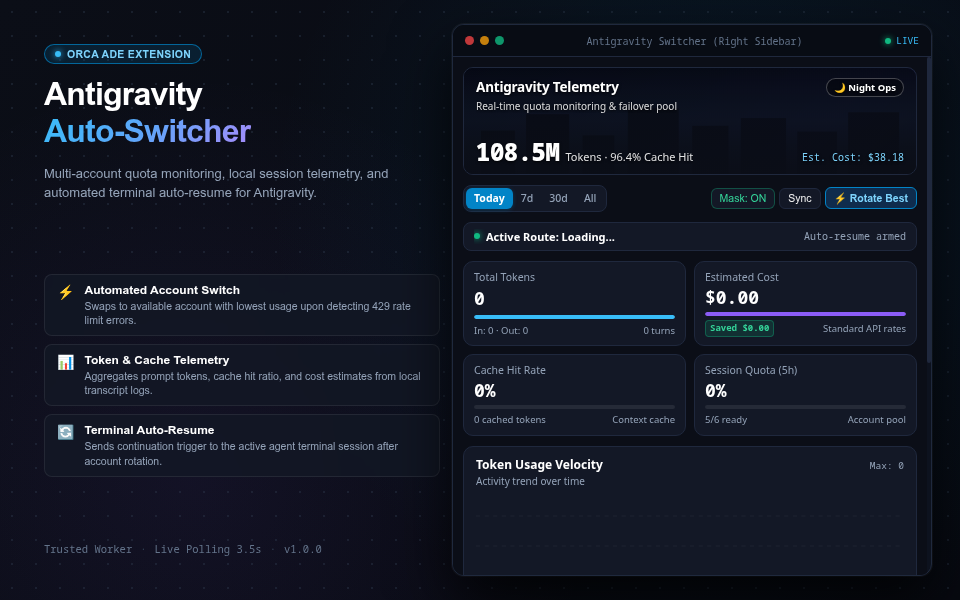 ORCA ADE EXTENSION
Antigravity
Auto-Switcher
Multi-account quota monitoring, local session telemetry, and
automated terminal auto-resume for Antigravity.
⚡ Automated Account Switch
Swaps to available account with lowest usage upon detecting 429 rate
limit errors.
📊 Token & Cache Telemetry
Aggregates prompt tokens, cache hit ratio, and cost estimates from local
transcript logs.
🔄 Terminal Auto-Resume
Sends continuation trigger to the active agent terminal session after
account rotation.
Trusted Worker · Live Polling 3.5s · v1.0.0
Antigravity Switcher (Right Sidebar) LIVE
Antigravity Telemetry 🌙 Night Ops
Real-time quota monitoring & failover pool
108.5M Tokens · 96.4% Cache Hit Est. Cost: $38.18
Today 7d 30d All Mask: ON Sync ⚡ Rotate Best
Active Route: Loading... Auto-resume armed
Total Tokens
0
In: 0 · Out: 0 0 turns
Estimated Cost
$0.00
Saved $0.00 Standard API rates
Cache Hit Rate
0%
0 cached tokens Context cache
Session Quota (5h)
0%
5/6 ready Account pool
Token Usage Velocity Max: 0
Activity trend over time